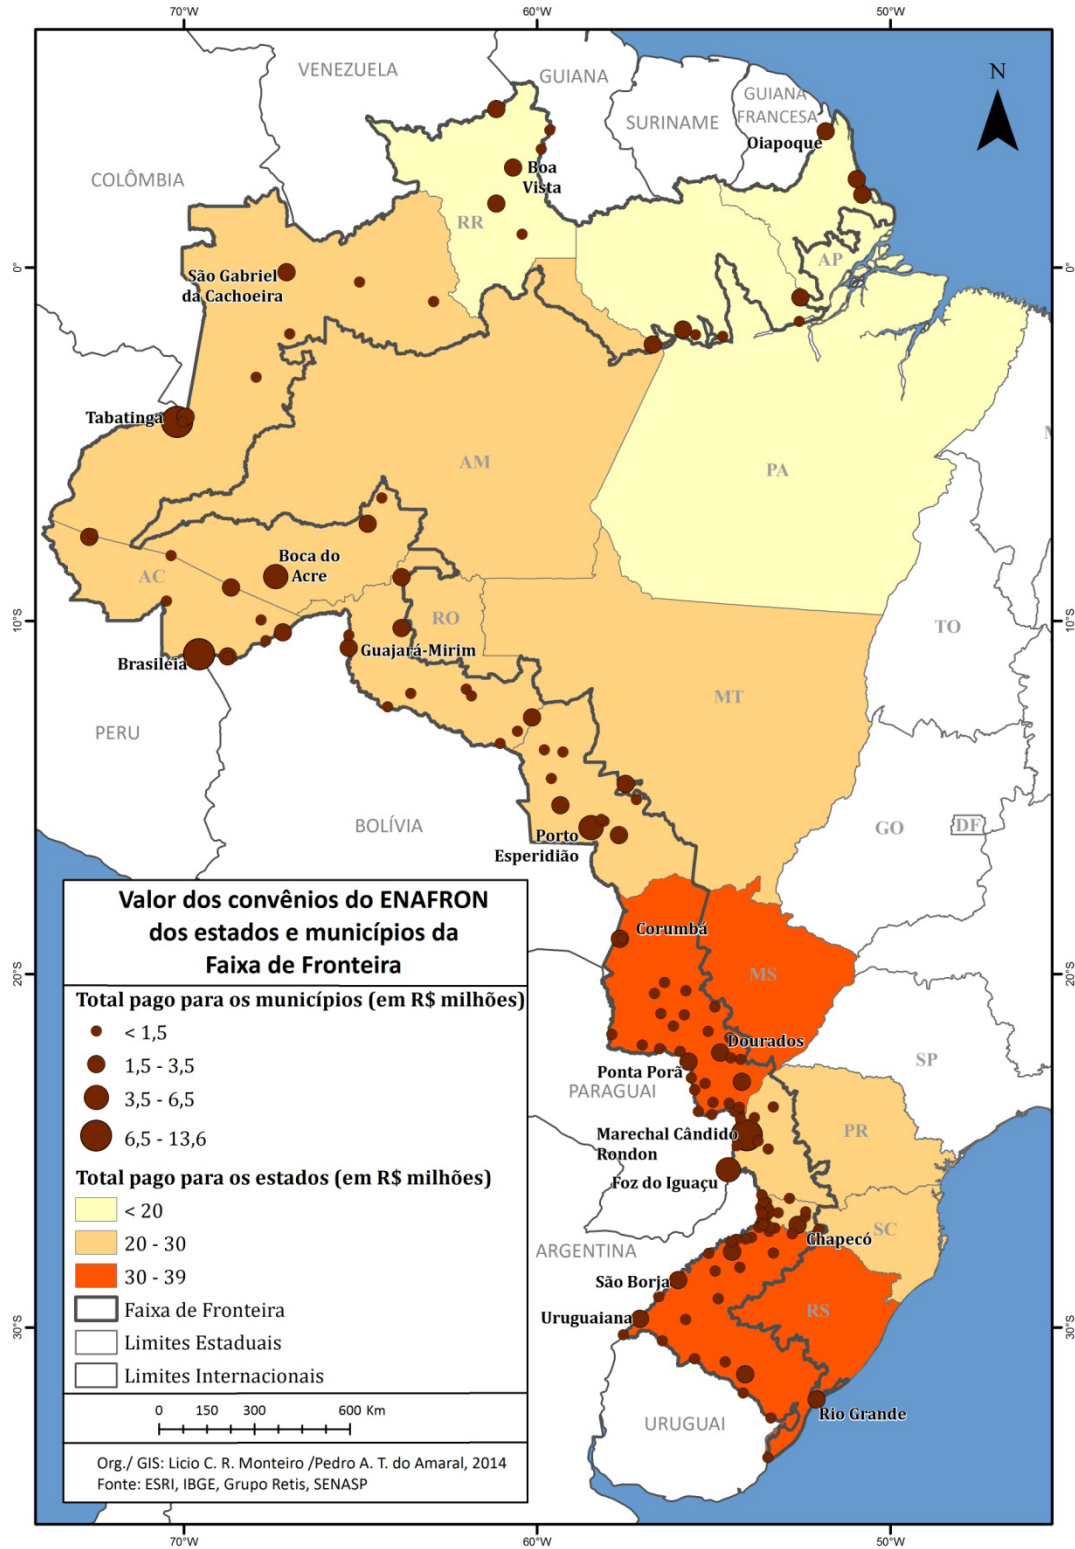 70°W
60°W
50°W
VENEZUELA
GUIANA
N
GUIANA
FRANCESA
SURINAME
Oiapoque
COLÔMBIA
Boa
Vista
RR
AP
0°
0°
São Gabriel
da Cachoeira
Tabatinga
AM
PA
M
Boca do
Acre
AC
RO
10°S
10°S
TO
Guajará-Mirim
Brasiléia
MT
PERU
BOLÍVIA
GO
DF
Porto
Esperidião
Valor dos convênios do ENAFRON
dos estados e municípios da
Faixa de Fronteira
Total pago para os municípios (em R$ milhões)
< 1,5
1,5 - 3,5
3,5 - 6,5
6,5 - 13,6
Total pago para os estados (em R$ milhões)
< 20
20 - 30
30 - 39
Faixa de Fronteira
Limites Estaduais
Limites Internacionais
0 150 300 600 Km
Org./ GIS: Licio C. R. Monteiro /Pedro A. T. do Amaral, 2014
Fonte: ESRI, IBGE, Grupo Retis, SENASP
Corumbá
MS
20°S
20°S
Dourados
Ponta Porã
SP
PARAGUAI
Marechal Cândido
Rondon
PR
Foz do Iguaçu
SC
Chapecó
ARGENTINA
São Borja
RS
Uruguaiana
30°S
30°S
Rio Grande
URUGUAI
70°W
60°W
50°W